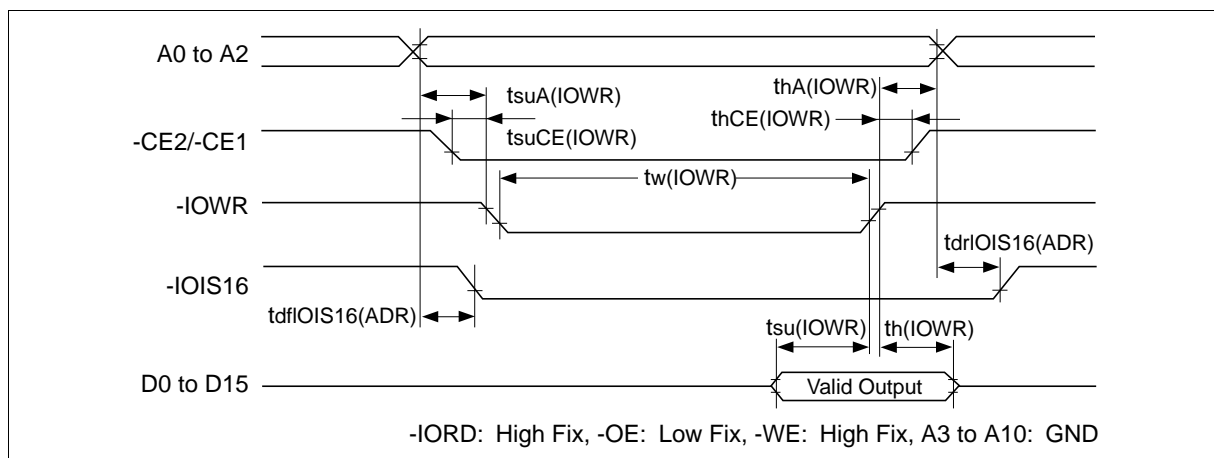 A0 to A2
tsuA(IOWR)
thA(IOWR)
-CE2/-CE1
tsuCE(IOWR)
thCE(IOWR)
tw(IOWR)
-IOWR
tdrIOIS16(ADR)
-IOIS16
tdfIOIS16(ADR)
tsu(IOWR)
th(IOWR)
D0 to D15
Valid Output
-IORD: High Fix, -OE: Low Fix, -WE: High Fix, A3 to A10: GND